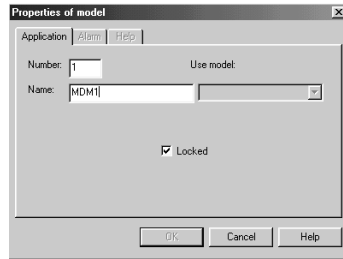 Properties of model
Application Alarm Help
Number: 1 Use model:
Name: MDM1
Locked
OK Cancel Help